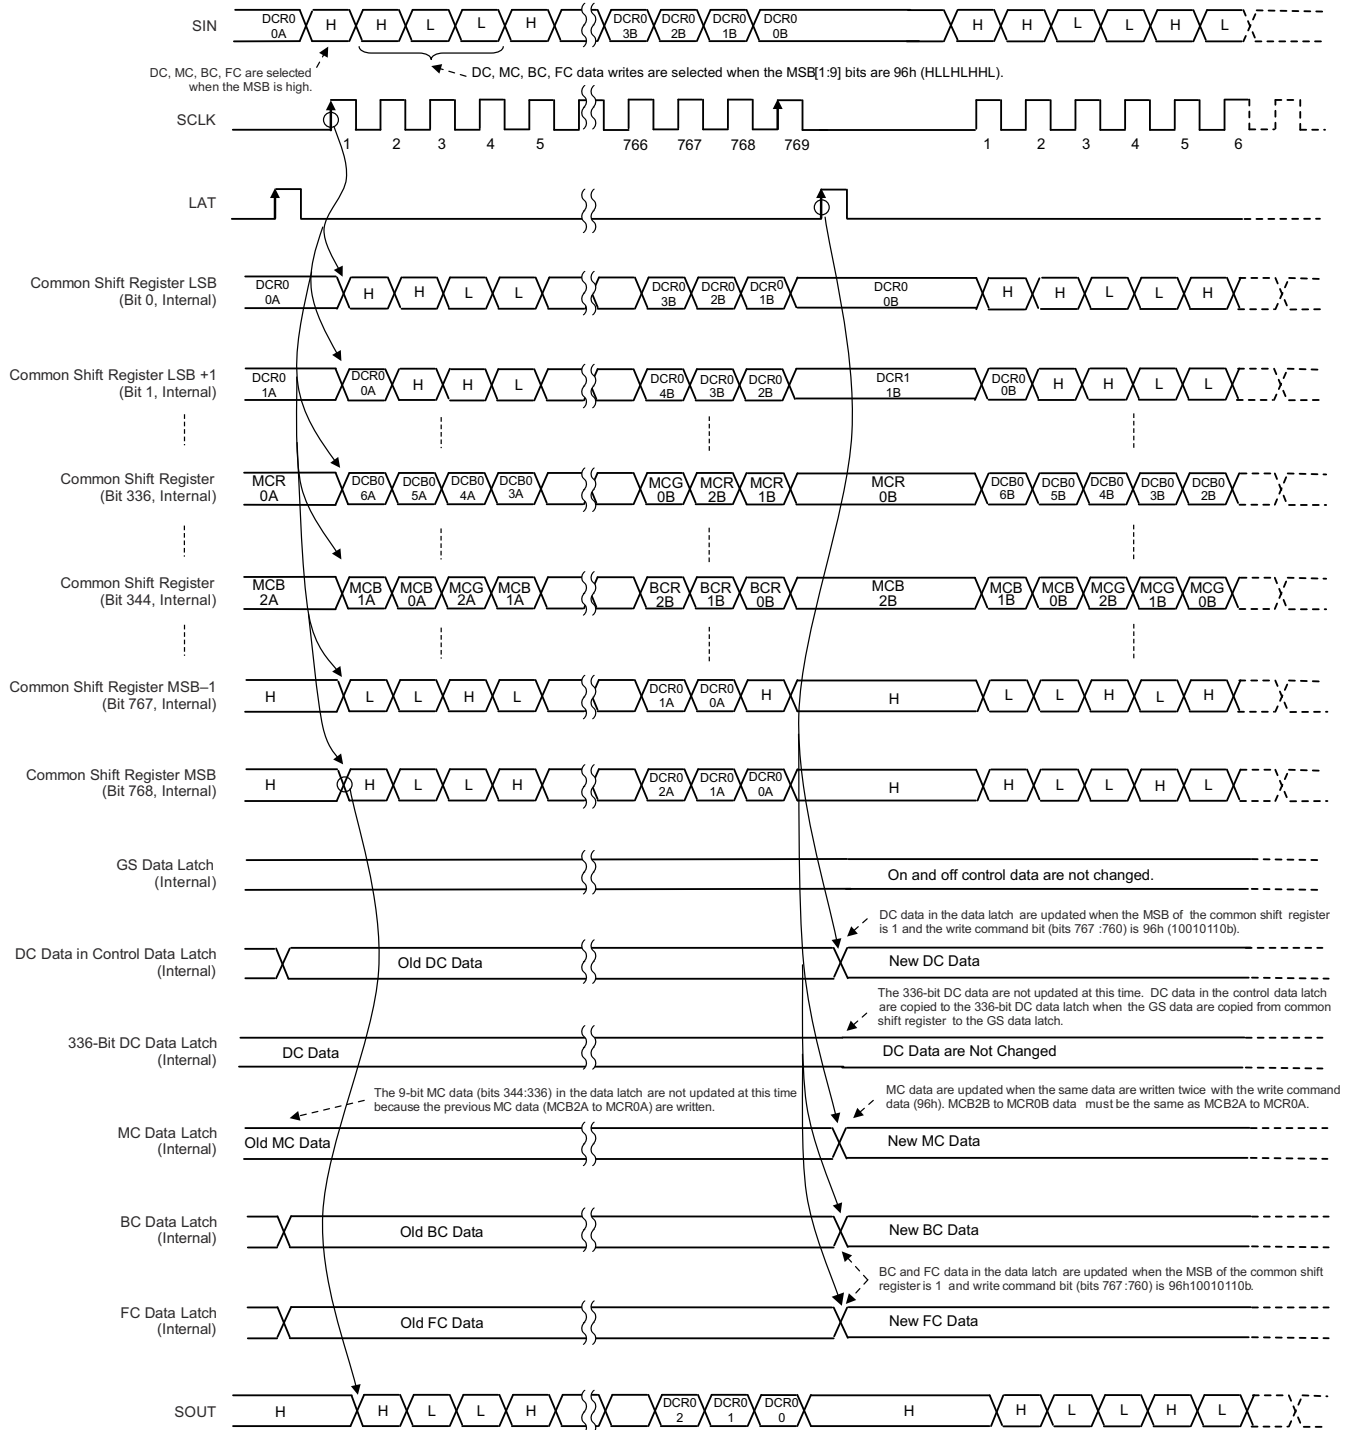 SIN
DCR0 0A H H L L H DCR0 3B DCR0 2B DCR0 1B DCR0 0B H H L L H L
DC, MC, BC, FC are selected
when the MSB is high.
DC, MC, BC, FC data writes are selected when the MSB[1:9] bits are 96h (HLLHLHHL).
SCLK
1 2 3 4 5 766 767 768 769 1 2 3 4 5 6
LAT
Common Shift Register LSB
(Bit 0, Internal)
DCR0 0A H H L L DCR0 3B DCR0 2B DCR0 1B DCR0 0B H H L L H
Common Shift Register LSB +1
(Bit 1, Internal)
DCR0 1A DCR0 0A H H L DCR0 4B DCR0 3B DCR0 2B DCR1 1B DCR0 0B H H L L
Common Shift Register
(Bit 336, Internal)
MCR 0A DCB0 6A DCB0 5A DCB0 4A DCB0 3A MCG 0B MCR 2B MCR 1B MCR 0B DCB0 6B DCB0 5B DCB0 4B DCB0 3B DCB0 2B
Common Shift Register
(Bit 344, Internal)
MCB 2A MCB 1A MCB 0A MCG 2A MCB 1A BCR 2B BCR 1B BCR 0B MCB 2B MCB 1B MCB 0B MCG 2B MCG 1B MCG 0B
Common Shift Register MSB–1
(Bit 767, Internal)
H L L H L DCR0 1A DCR0 0A H H L L H L H
Common Shift Register MSB
(Bit 768, Internal)
H H L L H DCR0 2A DCR0 1A DCR0 0A H H L L H L
GS Data Latch
(Internal)
On and off control data are not changed.
DC data in the data latch are updated when the MSB of the common shift register
is 1 and the write command bit (bits 767 :760) is 96h (10010110b).
DC Data in Control Data Latch
(Internal)
Old DC Data New DC Data
The 336-bit DC data are not updated at this time. DC data in the control data latch
are copied to the 336-bit DC data latch when the GS data are copied from common
shift register to the GS data latch.
336-Bit DC Data Latch
(Internal)
DC Data DC Data are Not Changed
The 9-bit MC data (bits 344:336) in the data latch are not updated at this time
because the previous MC data (MCB2A to MCR0A) are written.
MC data are updated when the same data are written twice with the write command
data (96h). MCB2B to MCR0B data must be the same as MCB2A to MCR0A.
MC Data Latch
(Internal)
Old MC Data New MC Data
BC Data Latch
(Internal)
Old BC Data New BC Data
BC and FC data in the data latch are updated when the MSB of the common shift
register is 1 and write command bit (bits 767:760) is 96h10010110b.
FC Data Latch
(Internal)
Old FC Data New FC Data
SOUT
H H L L H DCR0 2 DCR0 1 DCR0 0 H H L L H L